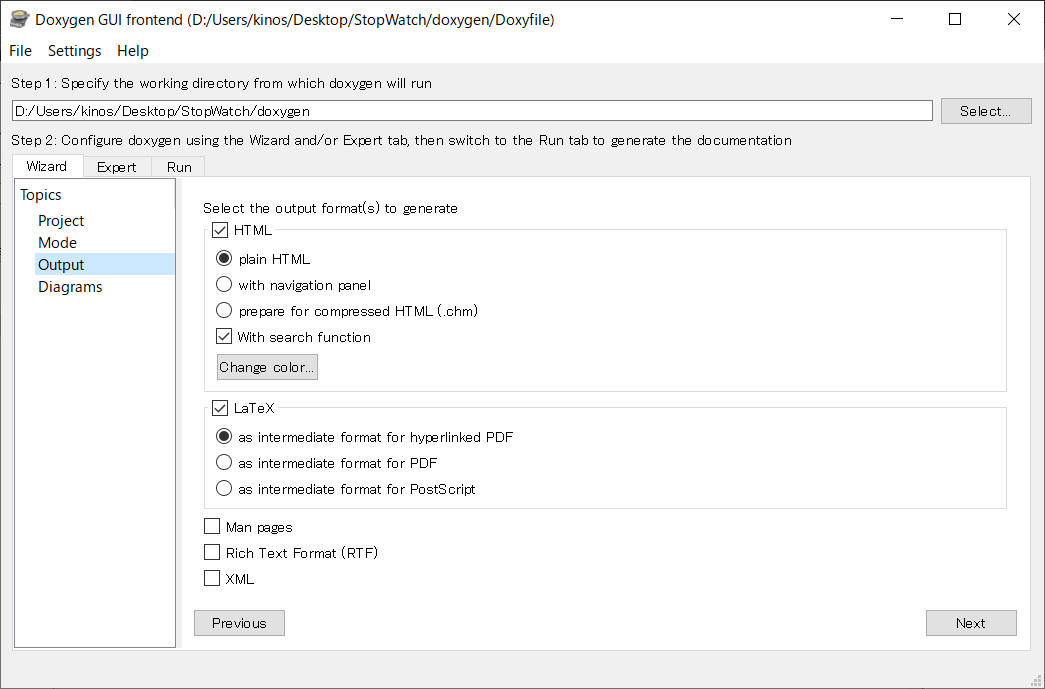 Doxygen GUI frontend (D:/Users/kinos/Desktop/StopWatch/doxygen/Doxyfile)
File Settings Help
Step 1: Specify the working directory from which doxygen will run
D:/Users/kinos/Desktop/StopWatch/doxygen
Select...
Step 2: Configure doxygen using the Wizard and/or Expert tab, then switch to the Run tab to generate the documentation
Wizard Expert Run
Topics
Project
Mode
Output
Diagrams
Select the output format(s) to generate
HTML
plain HTML
with navigation panel
prepare for compressed HTML (.chm)
With search function
Change color...
LaTeX
as intermediate format for hyperlinked PDF
as intermediate format for PDF
as intermediate format for PostScript
Man pages
Rich Text Format (RTF)
XML
Previous
Next